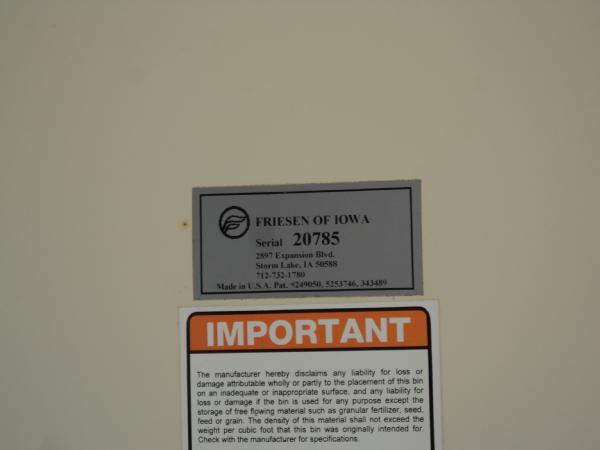 FRIESEN OF IOWA
Serial 20785
2897 Expansion Blvd.
Storm Lake, IA 50588
712-732-1780
Made in U.S.A. Pat. #249050, 5253746, 343489
IMPORTANT
The manufacturer hereby disclaims any liability for loss or
damage attributable wholly or partly to the placement of this bin
on an inadequate or inappropriate surface, and any liability for
loss or damage if the bin is used for any purpose except the
storage of free flowing material such as granular fertilizer, seed,
feed or grain. The density of this material shall not exceed the
weight per cubic foot that this bin was originally intended for.
Check with the manufacturer for specifications.